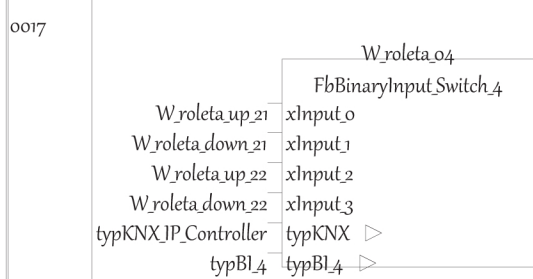 0017
W_roleta_04
FbBinaryInput_Switch_4
W_roleta_up_21 xInput_0
W_roleta_down_21 xInput_1
W_roleta_up_22 xInput_2
W_roleta_down_22 xInput_3
typKNX_IP_Controller typKNX
typBI_4 typBI_4